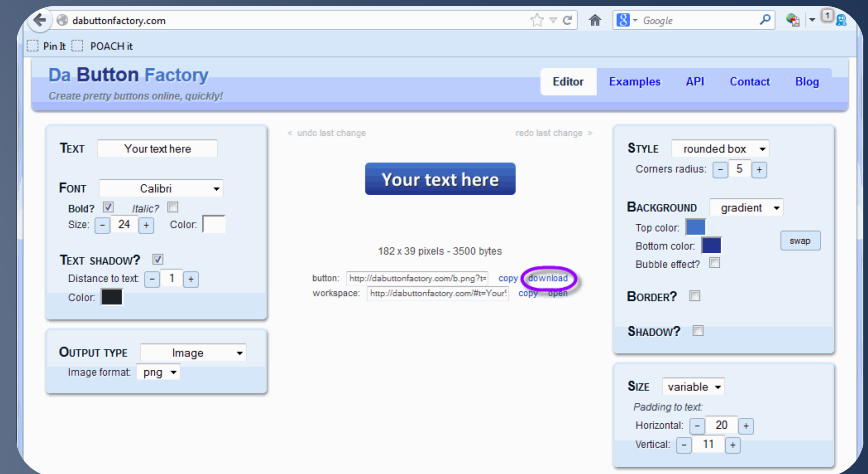 dabuttonfactory.com
Google
1
Pin It
POACH it
Da Button Factory
Create pretty buttons online, quickly!
Editor
Examples
API
Contact
Blog
TEXT
Your text here
FONT
Calibri
Bold?
Italic?
Size:
-
24
+
Color:
TEXT SHADOW?
Distance to text:
-
1
+
Color:
OUTPUT TYPE
Image
Image format:
png
< undo last change
redo last change >
Your text here
182 x 39 pixels - 3500 bytes
button:
http://dabuttonfactory.com/b.png?t=
copy
download
workspace:
http://dabuttonfactory.com/#t=Your
copy
open
STYLE
rounded box
Corners radius:
-
5
+
BACKGROUND
gradient
Top color:
Bottom color:
swap
Bubble effect?
BORDER?
SHADOW?
SIZE
variable
Padding to text:
Horizontal:
-
20
+
Vertical:
-
11
+